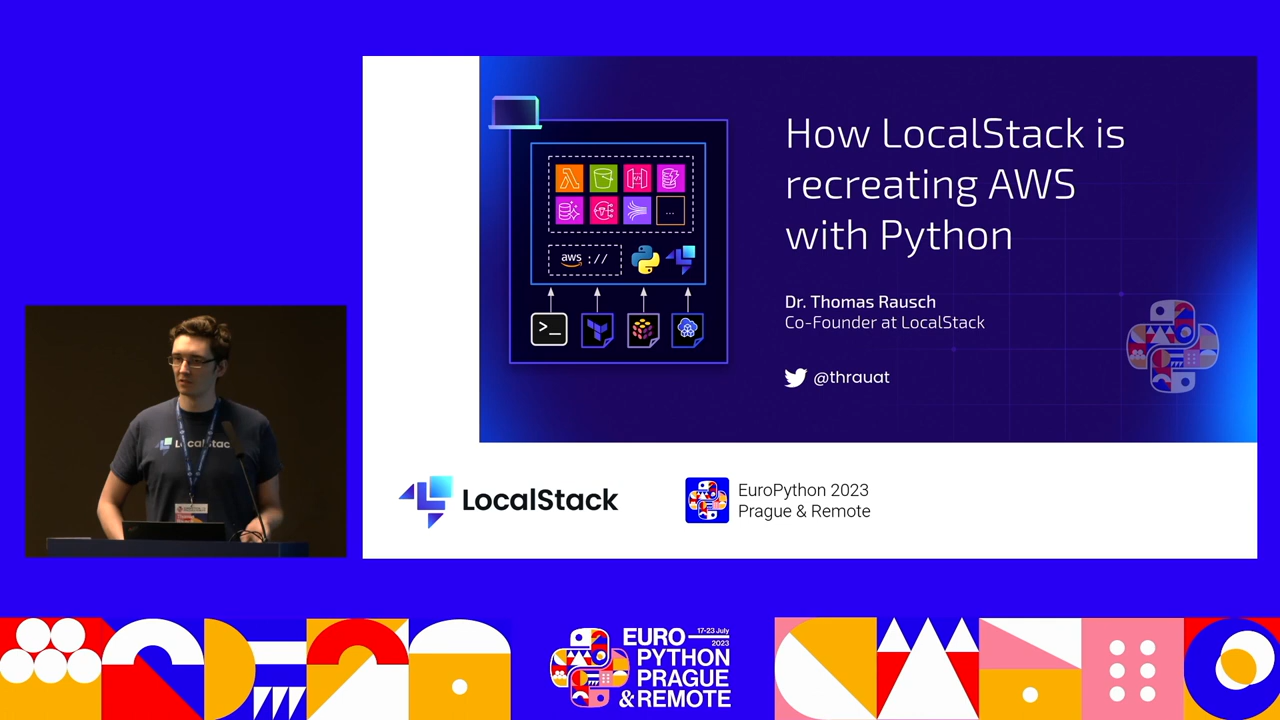 How LocalStack is
recreating AWS
with Python
Dr. Thomas Rausch
Co-Founder at LocalStack
@thrauat
aws ://
...
>_
LocalStack
EuroPython 2023
Prague & Remote
LocalStac
17-23 July
2023
EURO
PYTHON
PRAGUE
& REMOTE